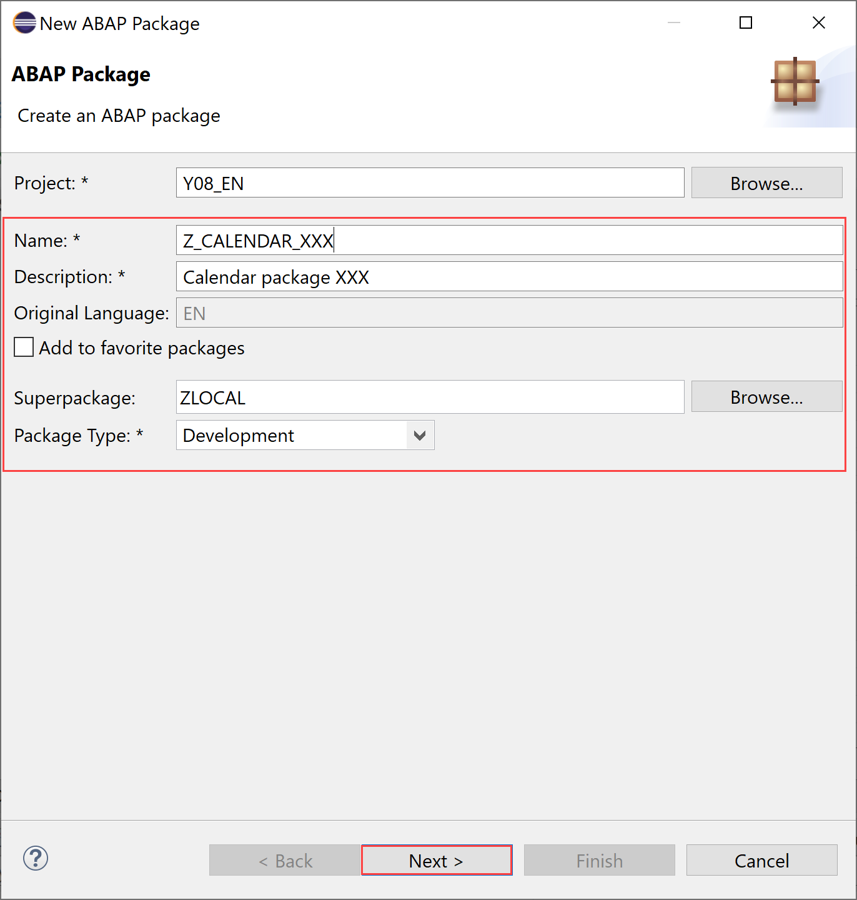 New ABAP Package
ABAP Package
Create an ABAP package
Project: * Y08_EN Browse...
Name: * Z_CALENDAR_XXX
Description: * Calendar package XXX
Original Language: EN
Add to favorite packages
Superpackage: ZLOCAL Browse...
Package Type: * Development
? < Back Next > Finish Cancel